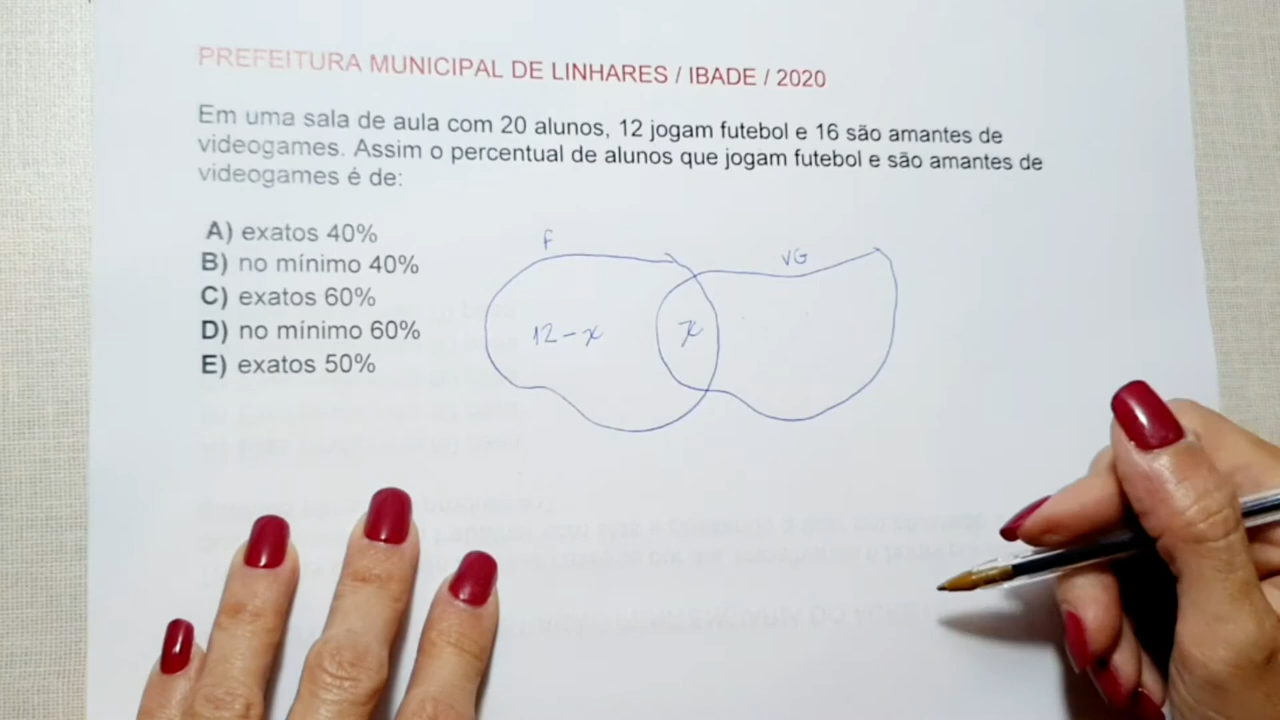 PREFEITURA MUNICIPAL DE LINHARES / IBADE / 2020
Em uma sala de aula com 20 alunos, 12 jogam futebol e 16 são amantes de
videogames. Assim o percentual de alunos que jogam futebol e são amantes de
videogames é de:
A) exatos 40%
B) no mínimo 40%
C) exatos 60%
D) no mínimo 60%
E) exatos 50%
F
VG
12 - x
x